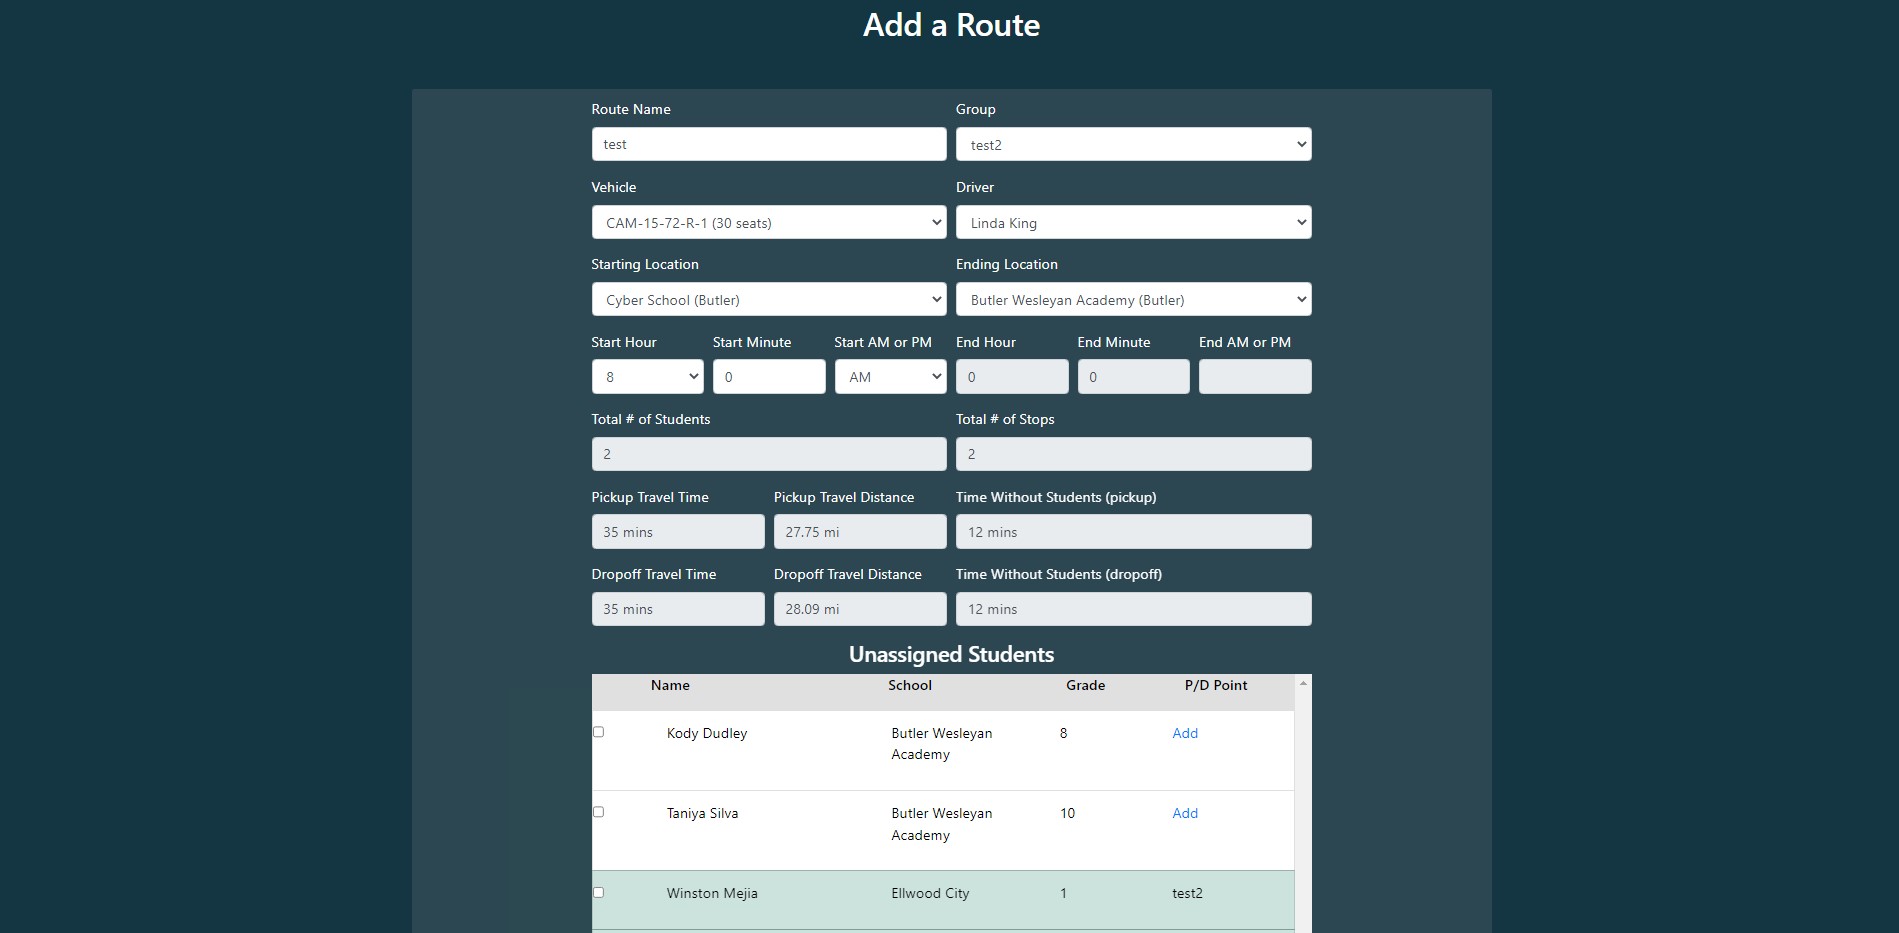 Add a Route
Route Name Group
test test2
Vehicle Driver
CAM-15-72-R-1 (30 seats) Linda King
Starting Location Ending Location
Cyber School (Butler) Butler Wesleyan Academy (Butler)
Start Hour Start Minute Start AM or PM End Hour End Minute End AM or PM
8 0 AM 0 0
Total # of Students Total # of Stops
2 2
Pickup Travel Time Pickup Travel Distance Time Without Students (pickup)
35 mins 27.75 mi 12 mins
Dropoff Travel Time Dropoff Travel Distance Time Without Students (dropoff)
35 mins 28.09 mi 12 mins
Unassigned Students
Name School Grade P/D Point
Kody Dudley Butler Wesleyan 8 Add
Academy
Taniya Silva Butler Wesleyan 10 Add
Academy
Winston Mejia Ellwood City 1 test2